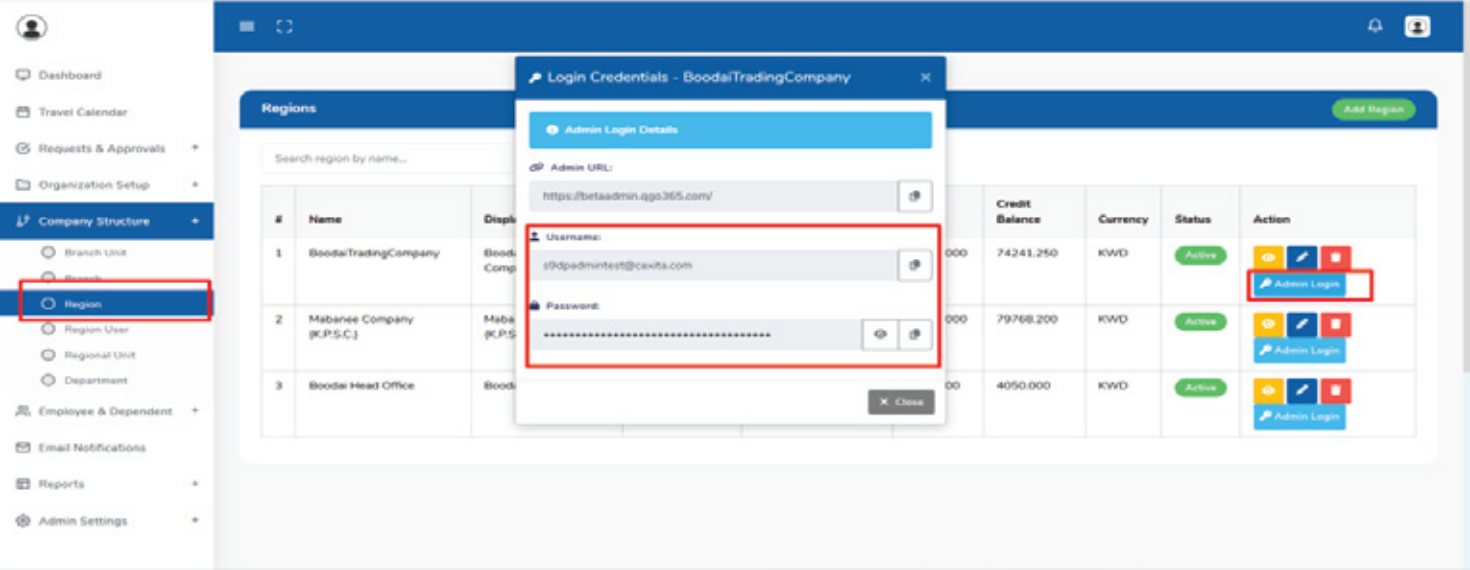 Login Credentials - BoodaiTradingCompany
Dashboard
Travel Calendar
Regions
Add Region
Admin Login Details
Requests & Approvals
Search region by name...
Admin URL:
Organization Setup
https://betaadmin.qgo365.com/
Company Structure
# Name Credit Balance Currency Status Action
Username:
Branch Unit
1 BoodaiTradingCompany 000 74241.250 KWD Active
s9dpadmintest@caxita.com
Branch
Admin Login
Region
Password:
2 Mabanee Company (K.P.S.C.) 000 79768.200 KWD Active
Region User
Regional Unit
Admin Login
Department
3 Boodai Head Office 00 4050.000 KWD Active
Close
Employee & Dependent
Admin Login
Email Notifications
Reports
Admin Settings